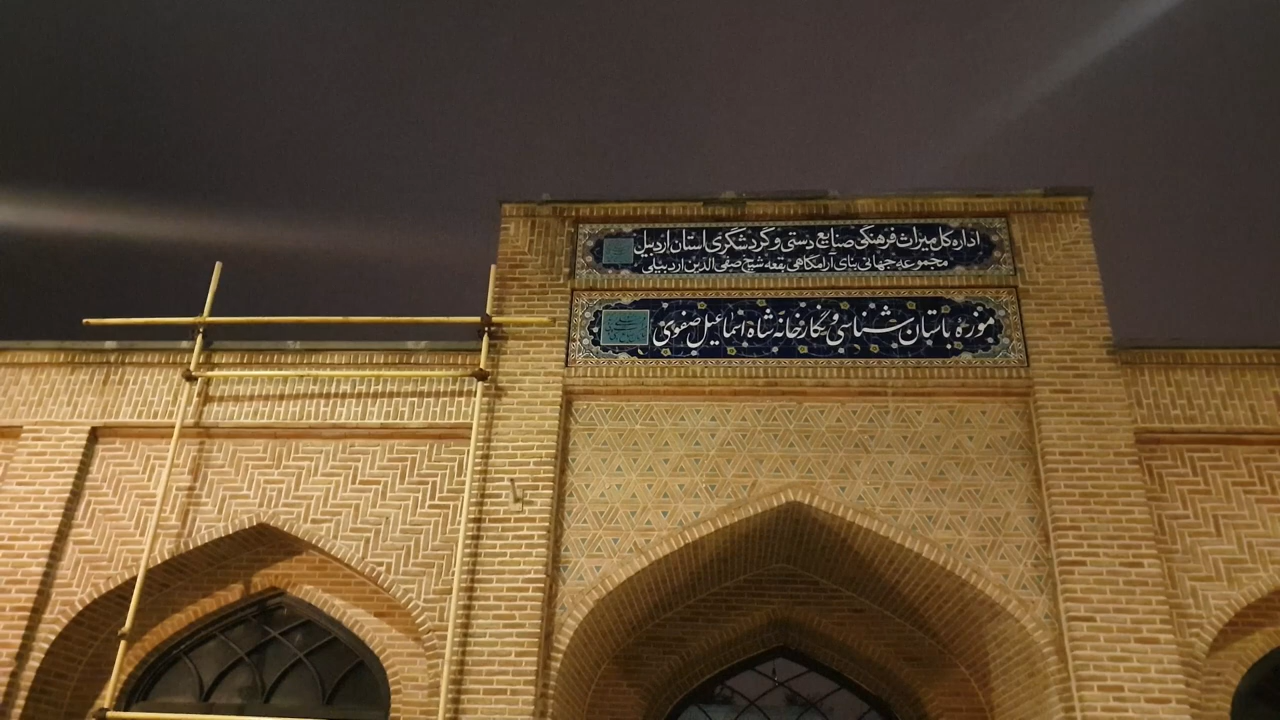 اداره کل میراث فرهنگی صنایع دستی و گردشگری استان اردبیل
مجموعه جهانی بنای آرامگاهی بقعه شیخ صفی الدین اردبیلی
موزه باستان شناسی و نگارخانه شاه اسماعیل صفوی